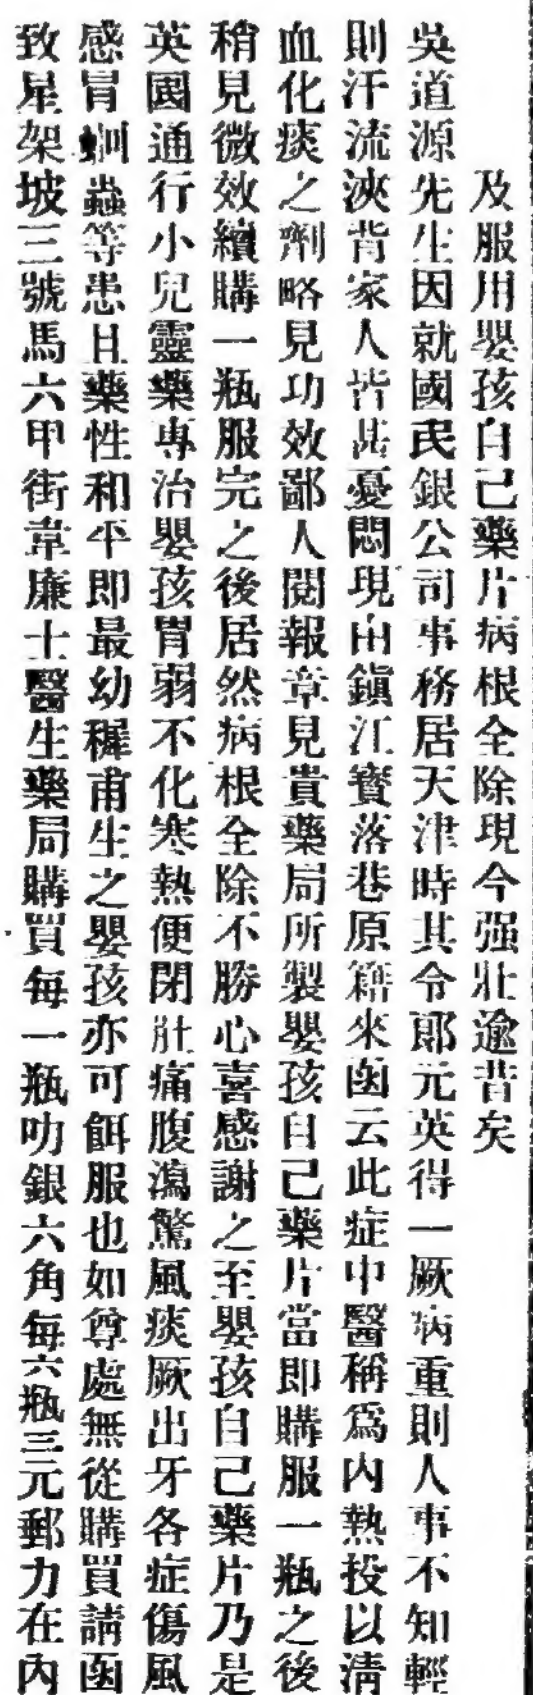 及服用嬰孩自己藥片病根全除現今强壯逾昔矣
吳道源先生因就國民銀公司事務居天津時其令郎元英得一厥病重則人事不知輕
則汗流浹背家人皆甚憂悶現由鎭江寶落巷原籍來函云此症中醫稱爲內熱投以淸
血化痰之劑略見功效鄙人閱報章見貴藥局所製嬰孩自己藥片當即購服一瓶之後
稍見微效續購一瓶服完之後居然病根全除不勝心喜感謝之至嬰孩自己藥片乃是
英國通行小兒靈藥專治嬰孩胃弱不化寒熱便閉肚痛腹瀉驚風痰厥出牙各症傷風
感冒蛔蟲等患且藥性和平即最幼穉甫生之嬰孩亦可餌服也如尊處無從購買請函
致星架坡三號馬六甲街韋廉士醫生藥局購買每一瓶叻銀六角每六瓶三元郵力在內